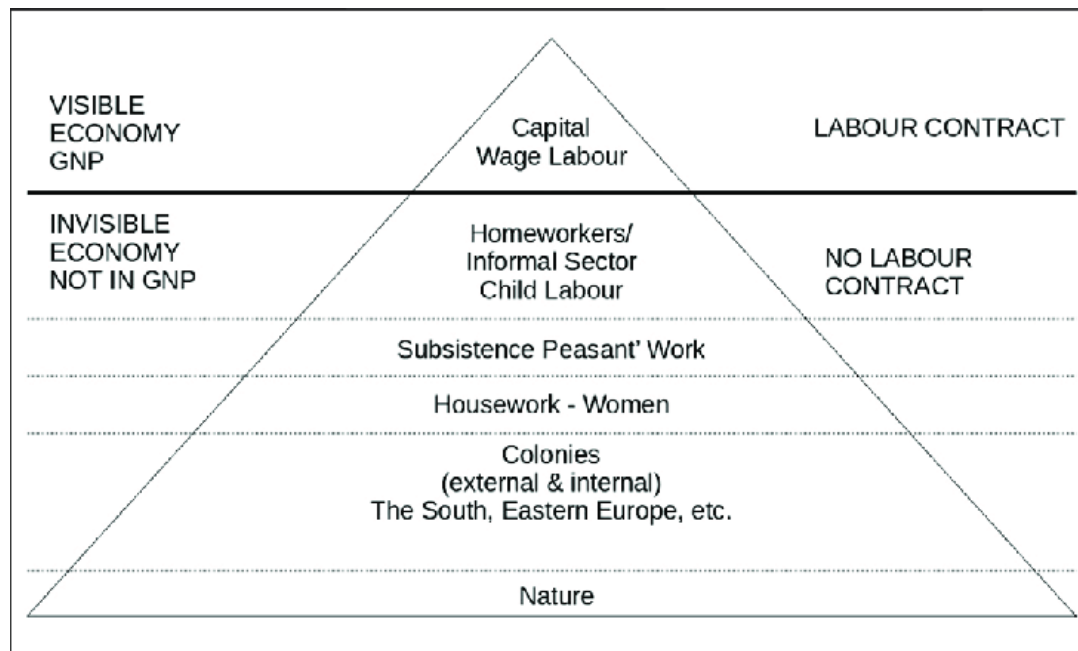 VISIBLE
ECONOMY
GNP
Capital
Wage Labour
LABOUR CONTRACT
INVISIBLE
ECONOMY
NOT IN GNP
Homeworkers/
Informal Sector
Child Labour
NO LABOUR
CONTRACT
Subsistence Peasant' Work
Housework - Women
Colonies
(external & internal)
The South, Eastern Europe, etc.
Nature